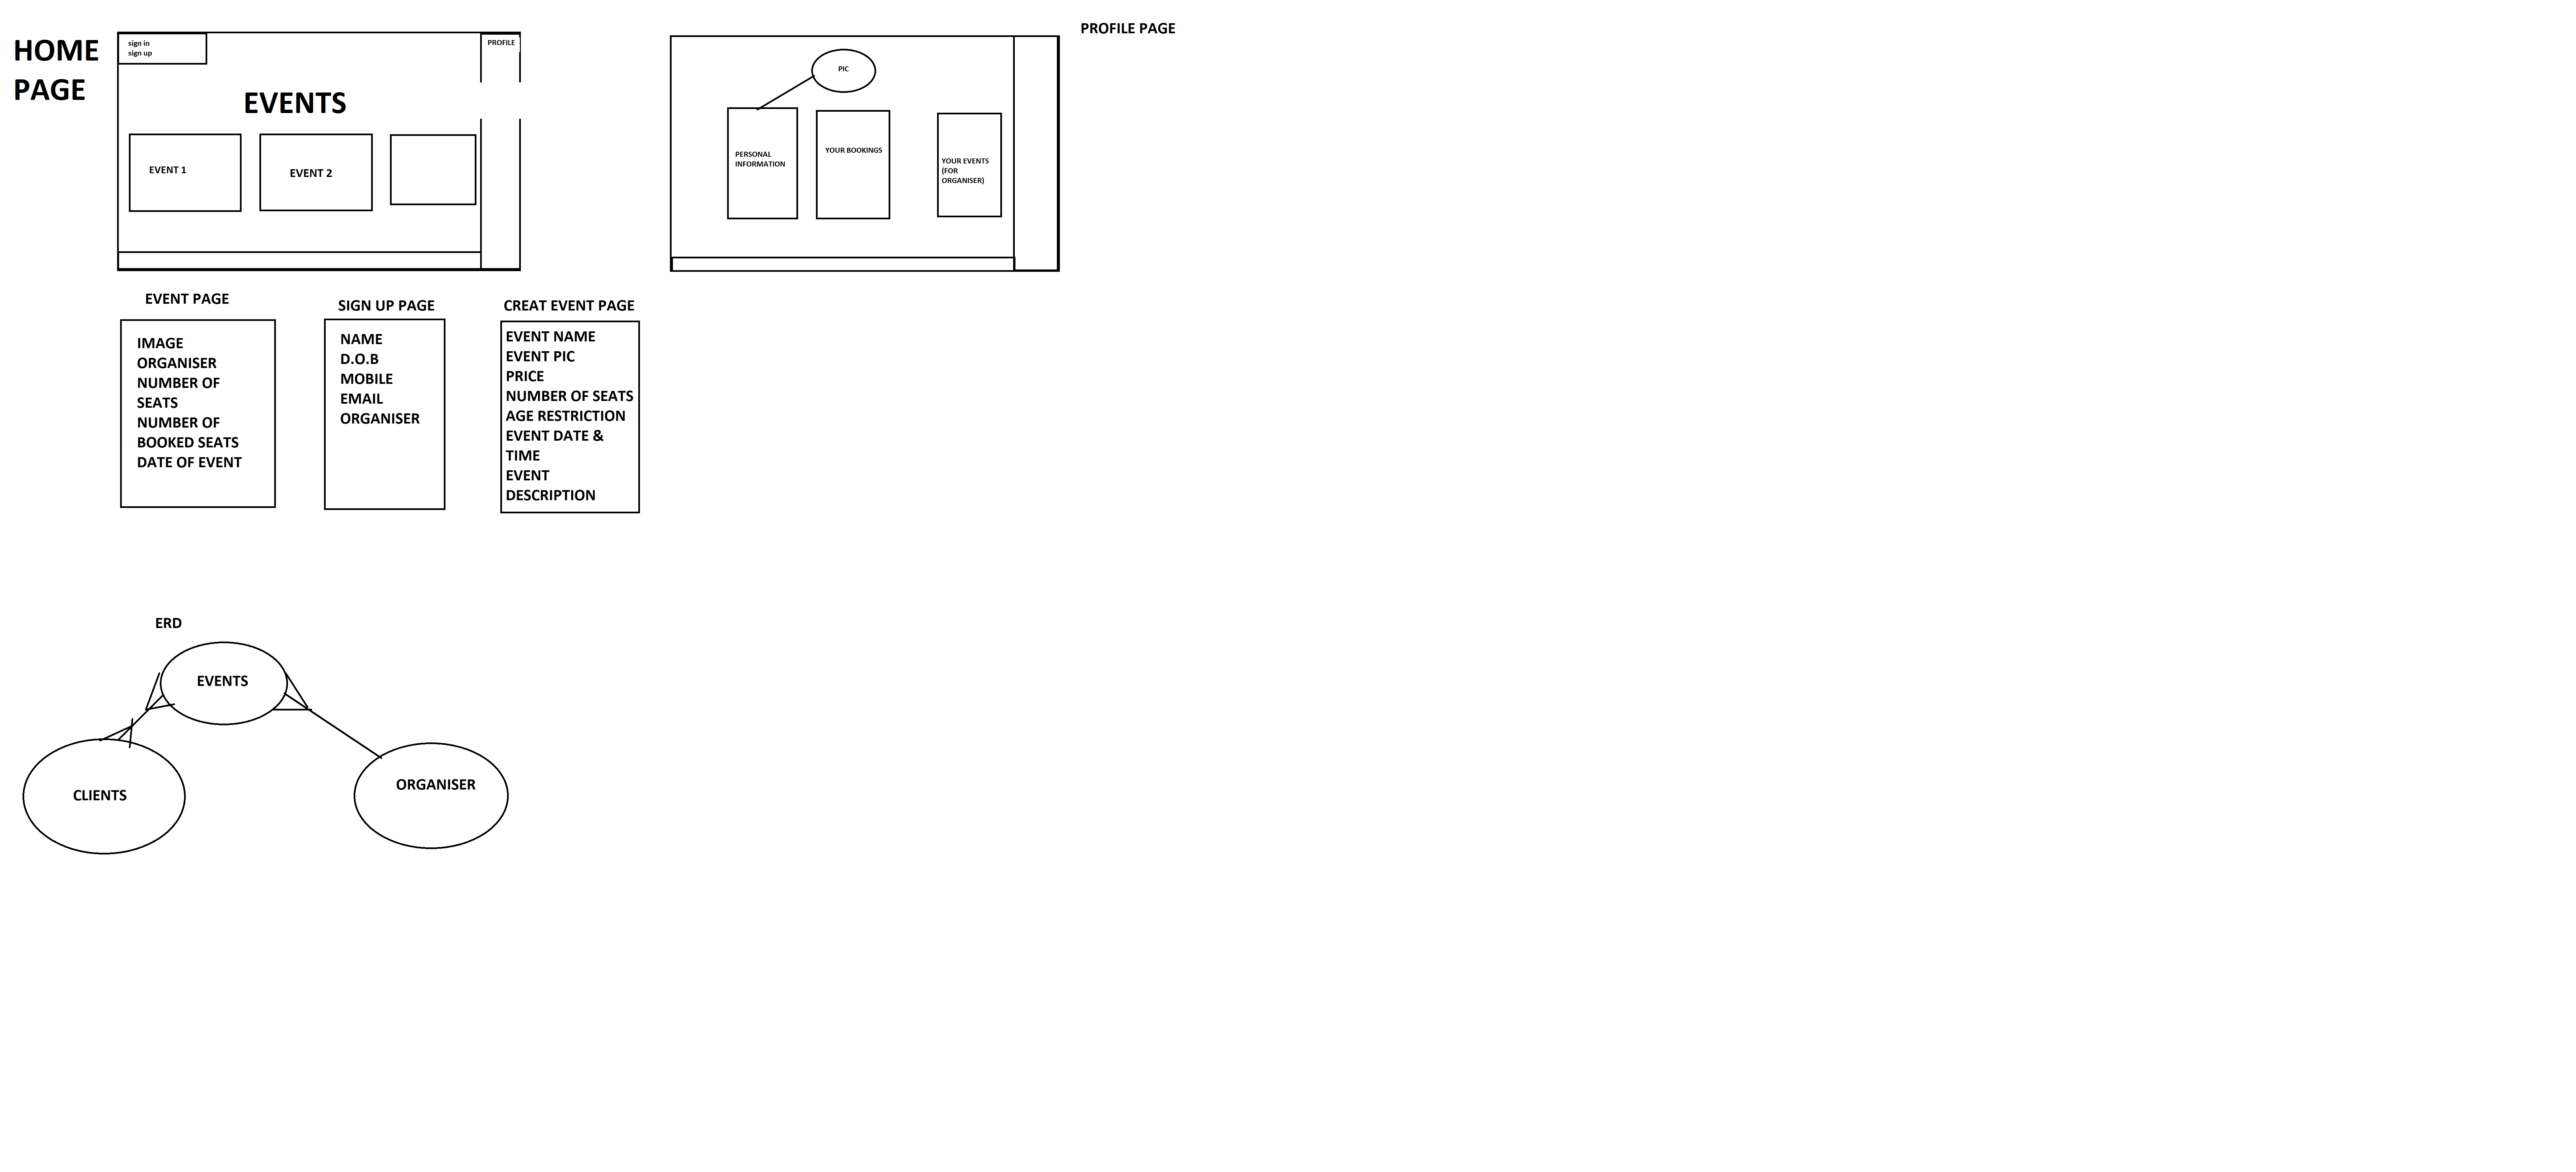 HOME
PAGE
sign in
sign up
PROFILE
EVENTS
EVENT 1
EVENT 2
PROFILE PAGE
PIC
PERSONAL
INFORMATION
YOUR BOOKINGS
YOUR EVENTS
(FOR
ORGANISER)
EVENT PAGE
IMAGE
ORGANISER
NUMBER OF
SEATS
NUMBER OF
BOOKED SEATS
DATE OF EVENT
SIGN UP PAGE
NAME
D.O.B
MOBILE
EMAIL
ORGANISER
CREAT EVENT PAGE
EVENT NAME
EVENT PIC
PRICE
NUMBER OF SEATS
AGE RESTRICTION
EVENT DATE &
TIME
EVENT
DESCRIPTION
ERD
EVENTS
CLIENTS
ORGANISER